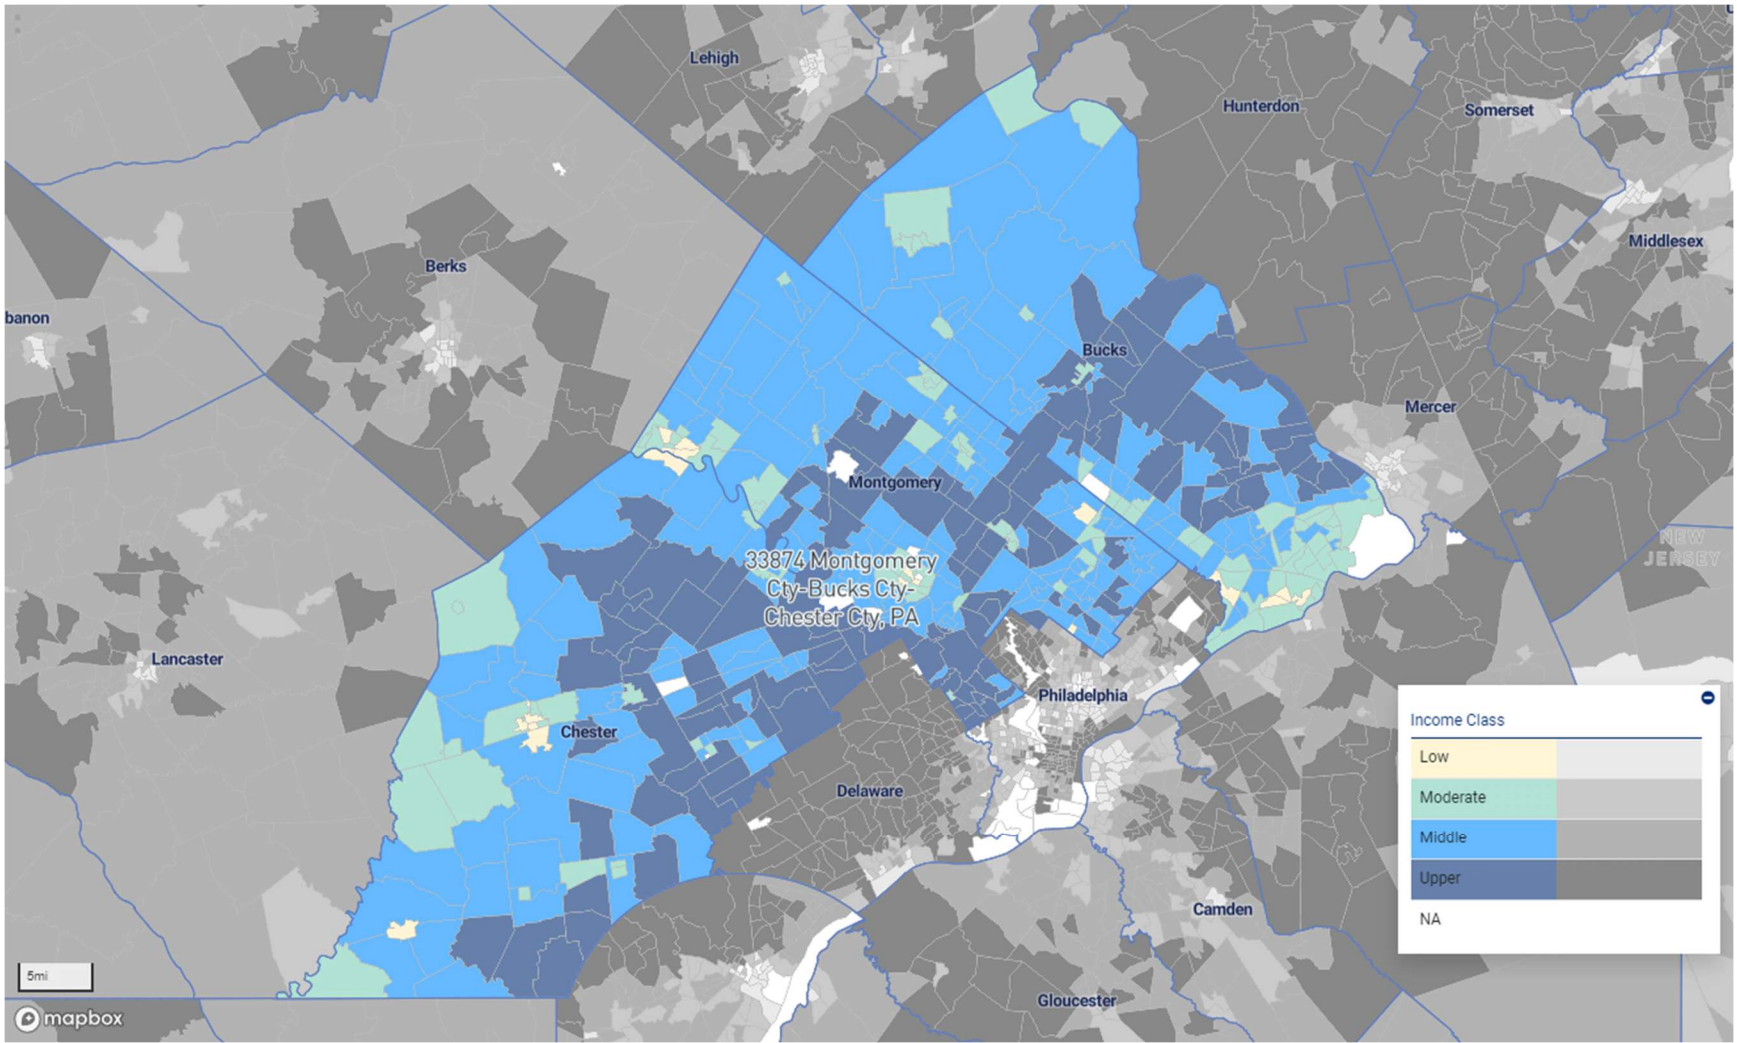 Lehigh
Hunterdon
Somerset
Middlesex
Berks
banon
Bucks
Mercer
Montgomery
33874 Montgomery
Cty-Bucks Cty-
Chester Cty, PA
NEW
JERSEY
Lancaster
Philadelphia
Chester
Delaware
Camden
Gloucester
Income Class
Low
Moderate
Middle
Upper
NA
5mi
mapbox